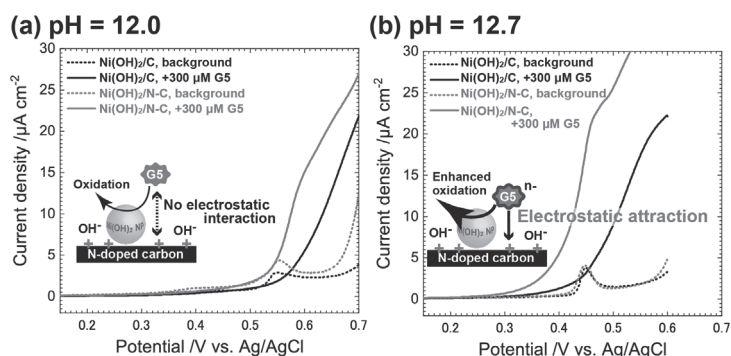 (a) pH = 12.0
30
25
20
15
10
5
0
Current density /µA cm-2
Ni(OH)2/C, background
Ni(OH)2/C, +300 µM G5
Ni(OH)2/N-C, background
Ni(OH)2/N-C, +300 µM G5
G5
Oxidation
No electrostatic
interaction
Ni(OH)2 NP
OH-
OH-
+ + + +
N-doped carbon
0.2 0.3 0.4 0.5 0.6 0.7
Potential /V vs. Ag/AgCl
(b) pH = 12.7
30
25
20
15
10
5
0
Current density /µA cm-2
Ni(OH)2/C, background
Ni(OH)2/C, +300 µM G5
Ni(OH)2/N-C, background
Ni(OH)2/N-C,
+300 µM G5
Enhanced
oxidation
G5 n-
Electrostatic attraction
Ni(OH)2 NP
OH-
OH-
+ + + +
N-doped carbon
0.2 0.3 0.4 0.5 0.6 0.7
Potential /V vs. Ag/AgCl